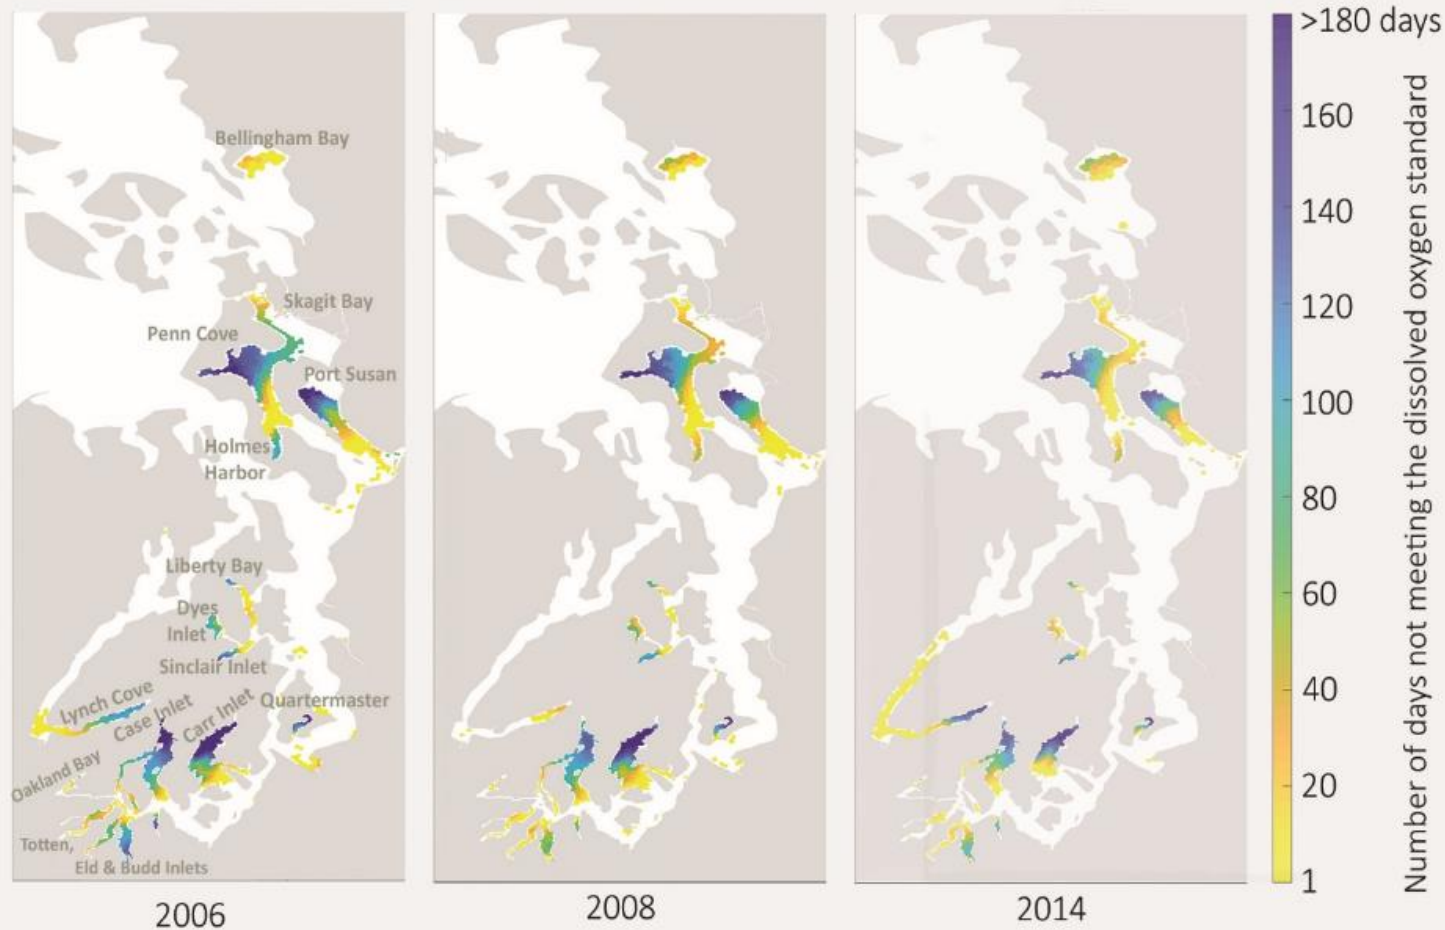 Bellingham Bay
Skagit Bay
Penn Cove
Port Susan
Holmes
Harbor
Liberty Bay
Dyes
Inlet
Sinclair Inlet
Lynch Cove
Case Inlet
Carr Inlet
Quartermaster
Oakland Bay
Totten,
Eld & Budd Inlets
2006
2008
2014
>180 days
160
140
120
100
80
60
40
20
1
Number of days not meeting the dissolved oxygen standard